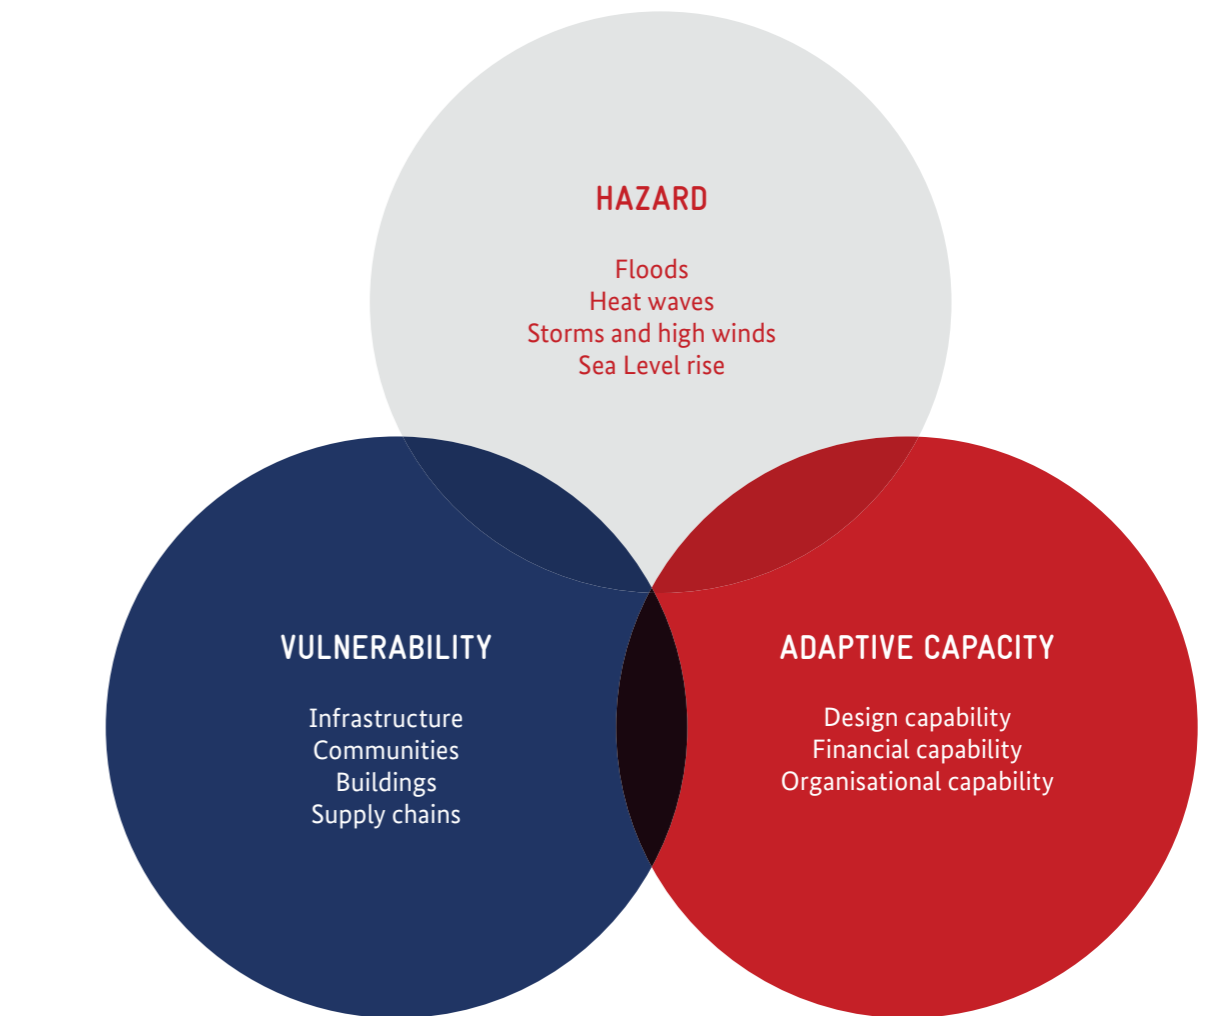 HAZARD
Floods
Heat waves
Storms and high winds
Sea Level rise
VULNERABILITY
Infrastructure
Communities
Buildings
Supply chains
ADAPTIVE CAPACITY
Design capability
Financial capability
Organisational capability